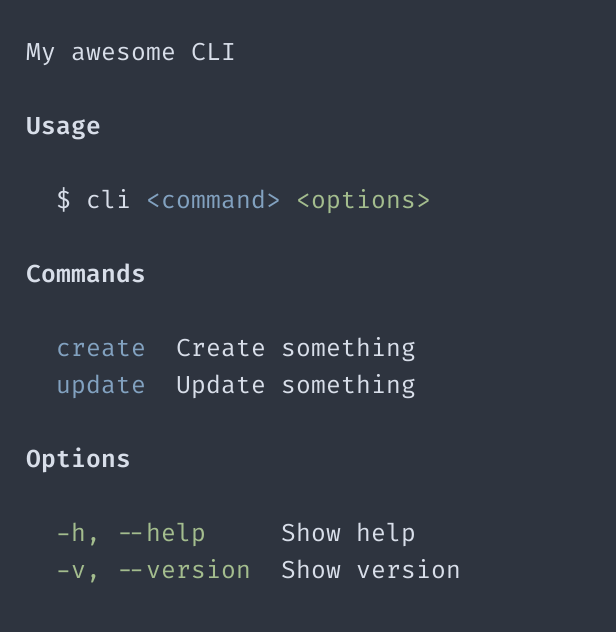 My awesome CLI
Usage
$ cli <command> <options>
Commands
create  Create something
update  Update something
Options
-h, --help     Show help
-v, --version  Show version